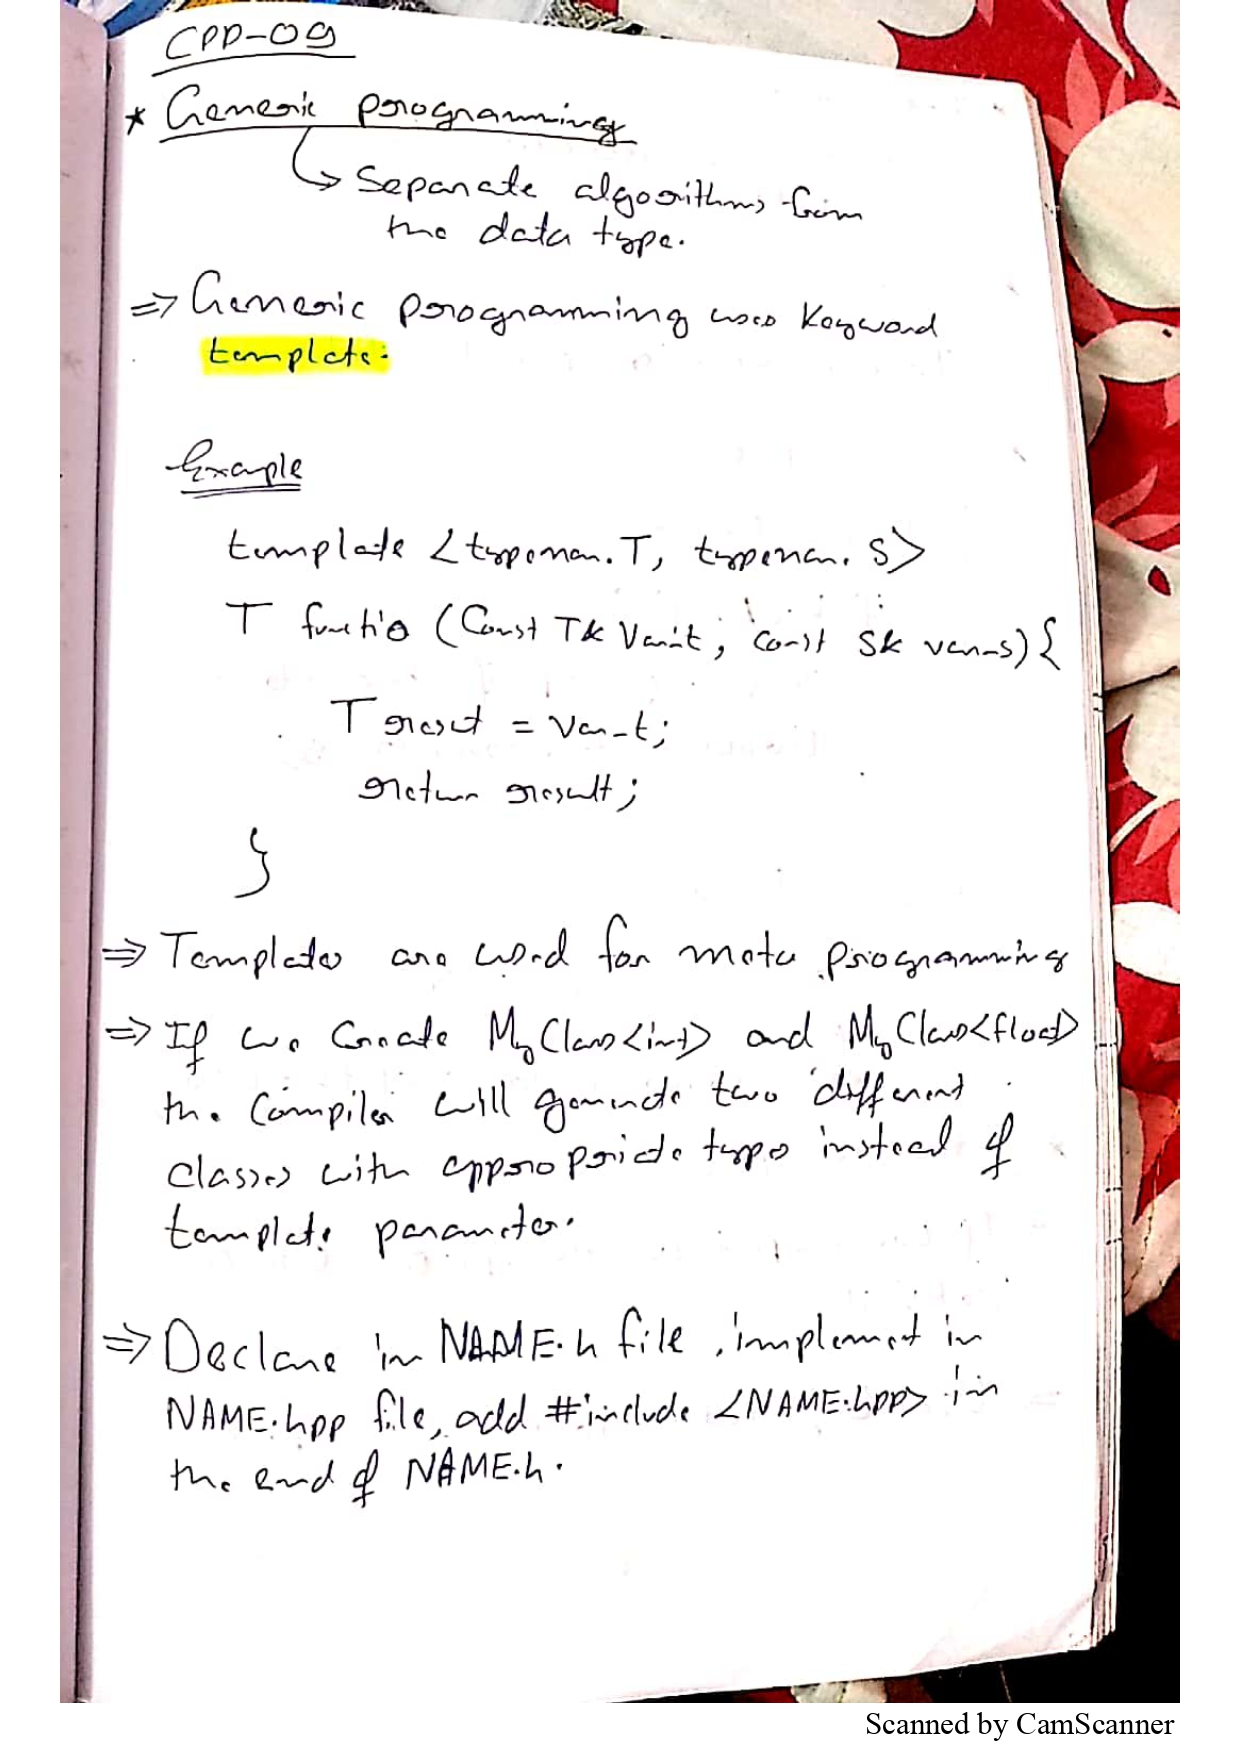 CPP-09
* Generic programming
↳ Separate algorithms from
the data type.
⇒ Generic programming uses keyword
template.
Example
template <typename T, typename S>
T function (const T& var_t, const S& var_s) {
T result = var_t;
return result;
}
⇒ Templates are used for meta programming
⇒ If we create MyClass<int> and MyClass<float>
the compiler will generate two different
classes with appropriate types instead of
template parameter.
⇒ Declare in NAME.h file, implement in
NAME.hpp file, add #include <NAME.hpp> in
the end of NAME.h.
Scanned by CamScanner